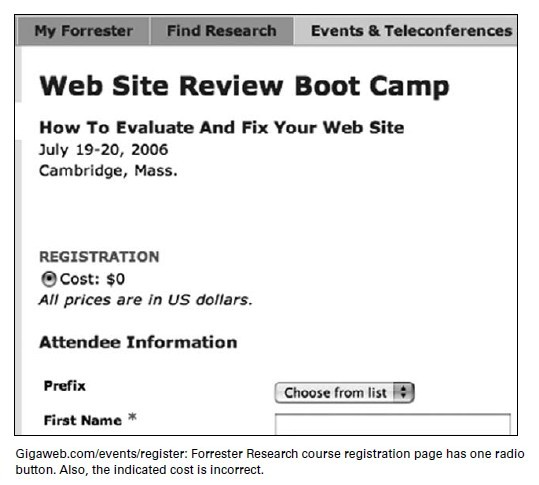 My Forrester Find Research Events & Teleconferences
Web Site Review Boot Camp
How To Evaluate And Fix Your Web Site
July 19-20, 2006
Cambridge, Mass.
REGISTRATION
Cost: $0
All prices are in US dollars.
Attendee Information
Prefix Choose from list
First Name *
Gigaweb.com/events/register: Forrester Research course registration page has one radio
button. Also, the indicated cost is incorrect.